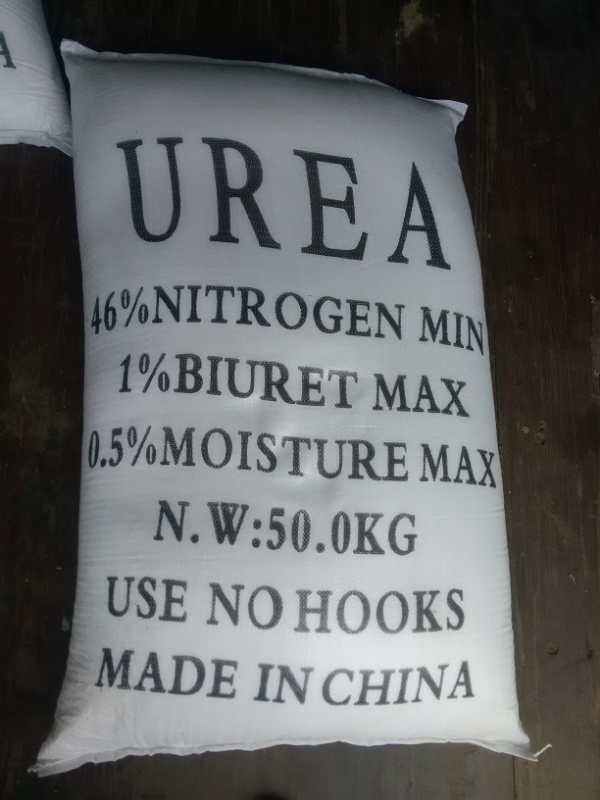 UREA
46%NITROGEN MIN
1%BIURET MAX
0.5%MOISTURE MAX
N.W:50.0KG
USE NO HOOKS
MADE IN CHINA
A